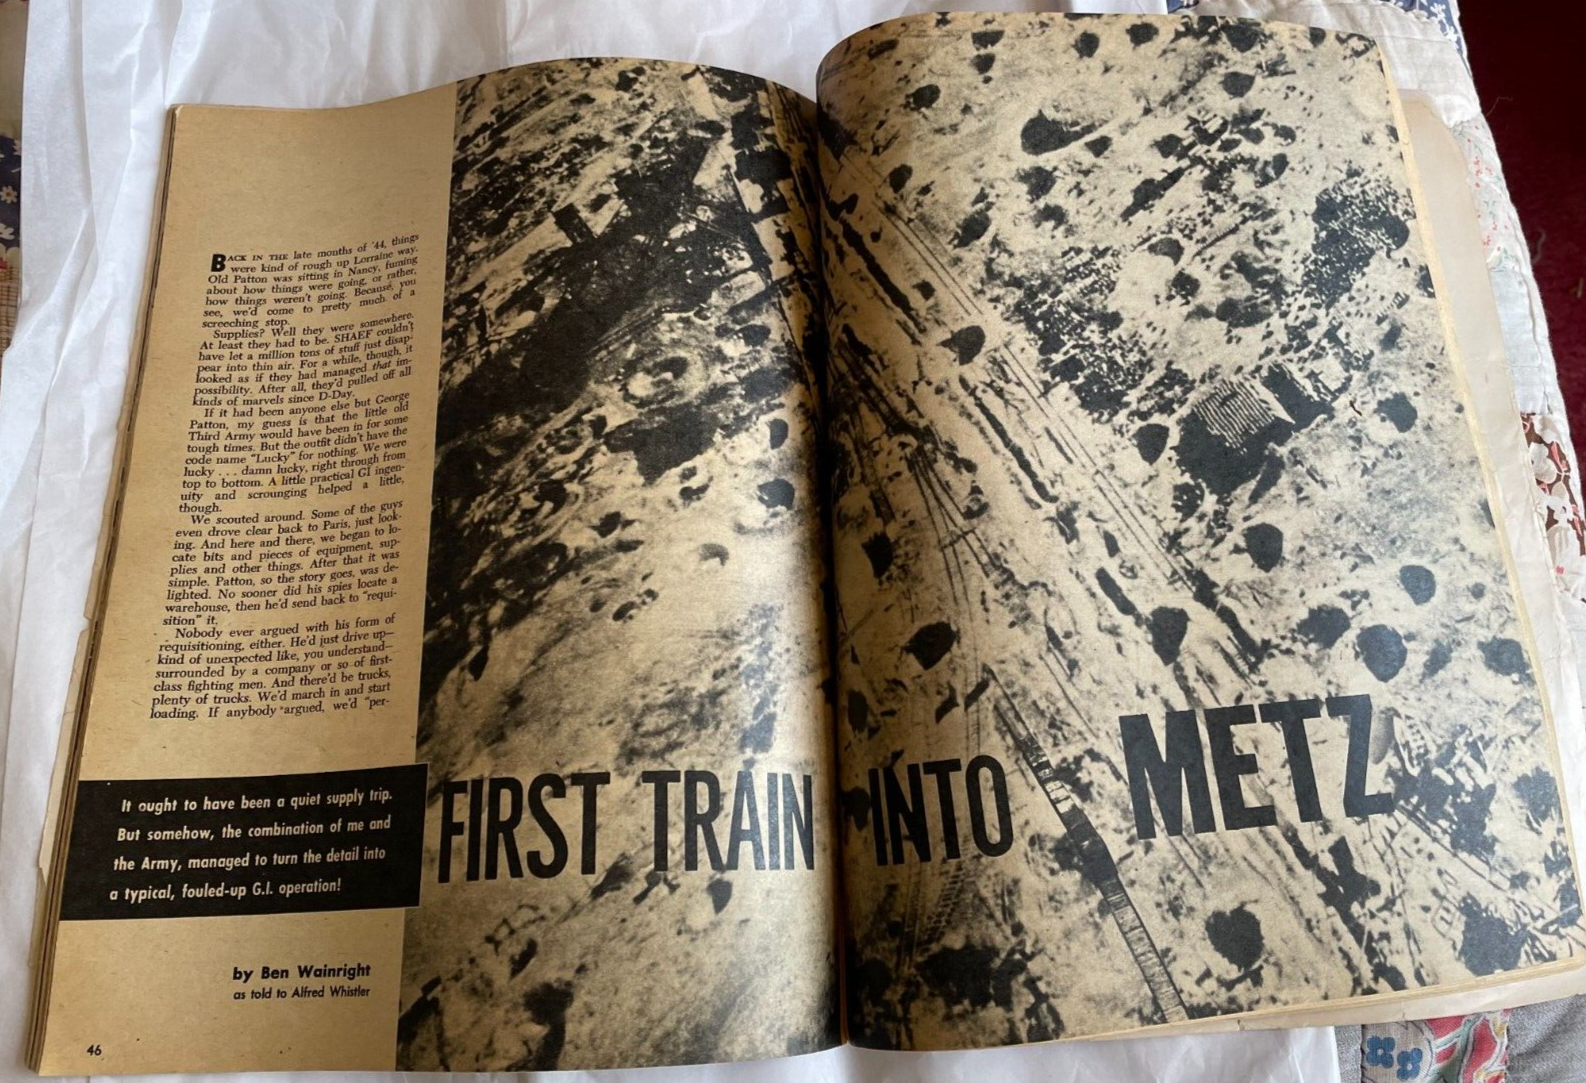 BACK IN THE late months of '44, things
were kind of rough up Lorraine way.
Old Patton was sitting in Nancy, fuming
about how things were going, or rather,
how things weren't going. Because, you
see, we'd come to pretty much of a
screeching stop.
Supplies? Well they were somewhere.
At least they had to be. SHAEF couldn't
have let a million tons of stuff just disap-
pear into thin air. For a while, though, it
looked as if they had managed that im-
possibility. After all, they'd pulled off all
kinds of marvels since D-Day.
If it had been anyone else but George
Patton, my guess is that the little old
Third Army would have been in for some
tough times. But the outfit didn't have the
code name "Lucky" for nothing. We were
lucky . . . damn lucky, right through from
top to bottom. A little practical GI ingen-
uity and scrounging helped a little,
though.
We scouted around. Some of the guys
even drove clear back to Paris, just look-
ing. And here and there, we began to lo-
cate bits and pieces of equipment, sup-
plies and other things. After that it was
simple. Patton, so the story goes, was de-
lighted. No sooner did his spies locate a
warehouse, then he'd send back to "requi-
sition" it.
Nobody ever argued with his form of
requisitioning, either. He'd just drive up—
kind of unexpected like, you understand—
surrounded by a company or so of first-
class fighting men. And there'd be trucks,
plenty of trucks. We'd march in and start
loading. If anybody argued, we'd "per-
It ought to have been a quiet supply trip.
But somehow, the combination of me and
the Army, managed to turn the detail into
a typical, fouled-up G.I. operation!
FIRST TRAIN INTO METZ
by Ben Wainright
as told to Alfred Whistler
46